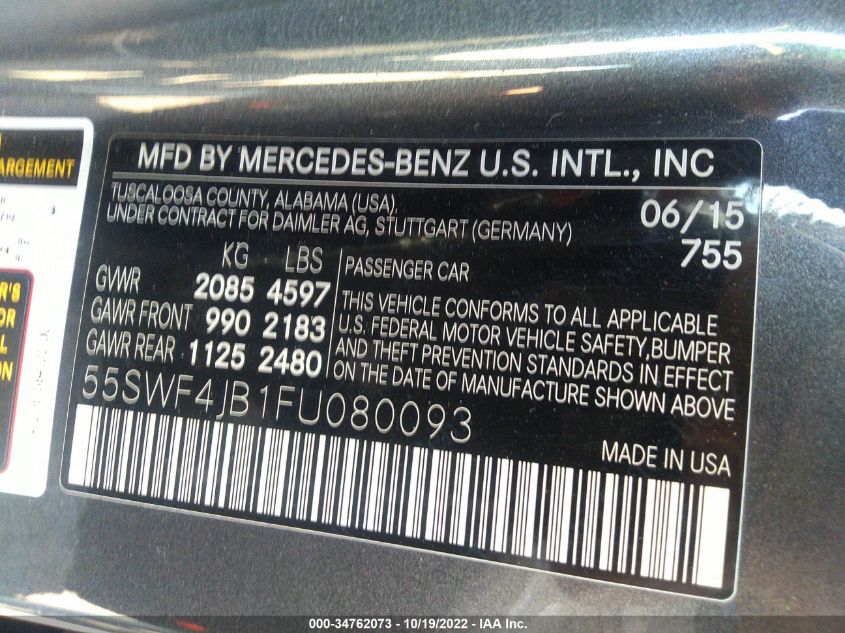 MFD BY MERCEDES-BENZ U.S. INTL., INC
TUSCALOOSA COUNTY, ALABAMA (USA).
UNDER CONTRACT FOR DAIMLER AG, STUTTGART (GERMANY)
06/15
755
KG LBS
GVWR 2085 4597
GAWR FRONT 990 2183
GAWR REAR 1125 2480
PASSENGER CAR
THIS VEHICLE CONFORMS TO ALL APPLICABLE
U.S. FEDERAL MOTOR VEHICLE SAFETY,BUMPER
AND THEFT PREVENTION STANDARDS IN EFFECT
ON THE DATE OF MANUFACTURE SHOWN ABOVE
55SWF4JB1FU080093
MADE IN USA
000-34762073 - 10/19/2022 - IAA Inc.